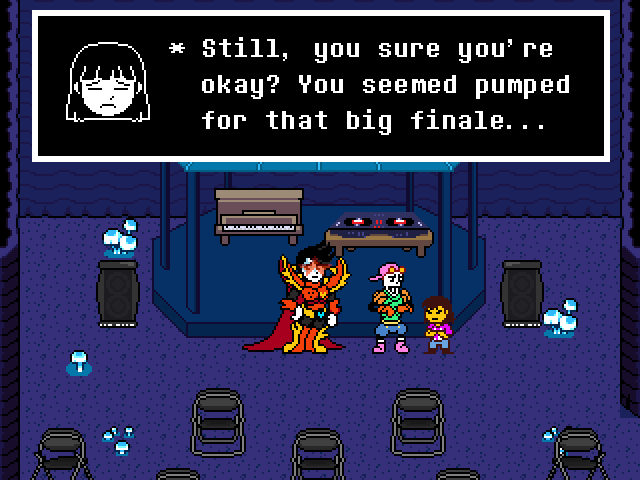 * Still, you sure you're
okay? You seemed pumped
for that big finale...